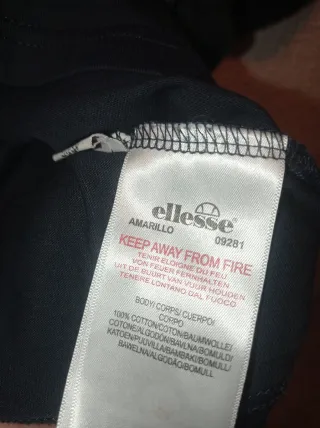 ellesse®
AMARILLO 09281
KEEP AWAY FROM FIRE
TENIR ELOIGNE DU FEU
VON FEUER FERNHALTEN
UIT DE BUURT VAN VUUR HOUDEN
TENERE LONTANO DAL FUOCO
BODY/ CORPS/ CUERPO/
CORPO
100% COTTON/COTON/BAUMWOLLE/
COTONE/ALGODON/BAVLNA/BOMULD/
KATOEN/PUUVILLA/BAMBAKI/BOMULL/
BAWELNA/ALGODÃO/BOMULL